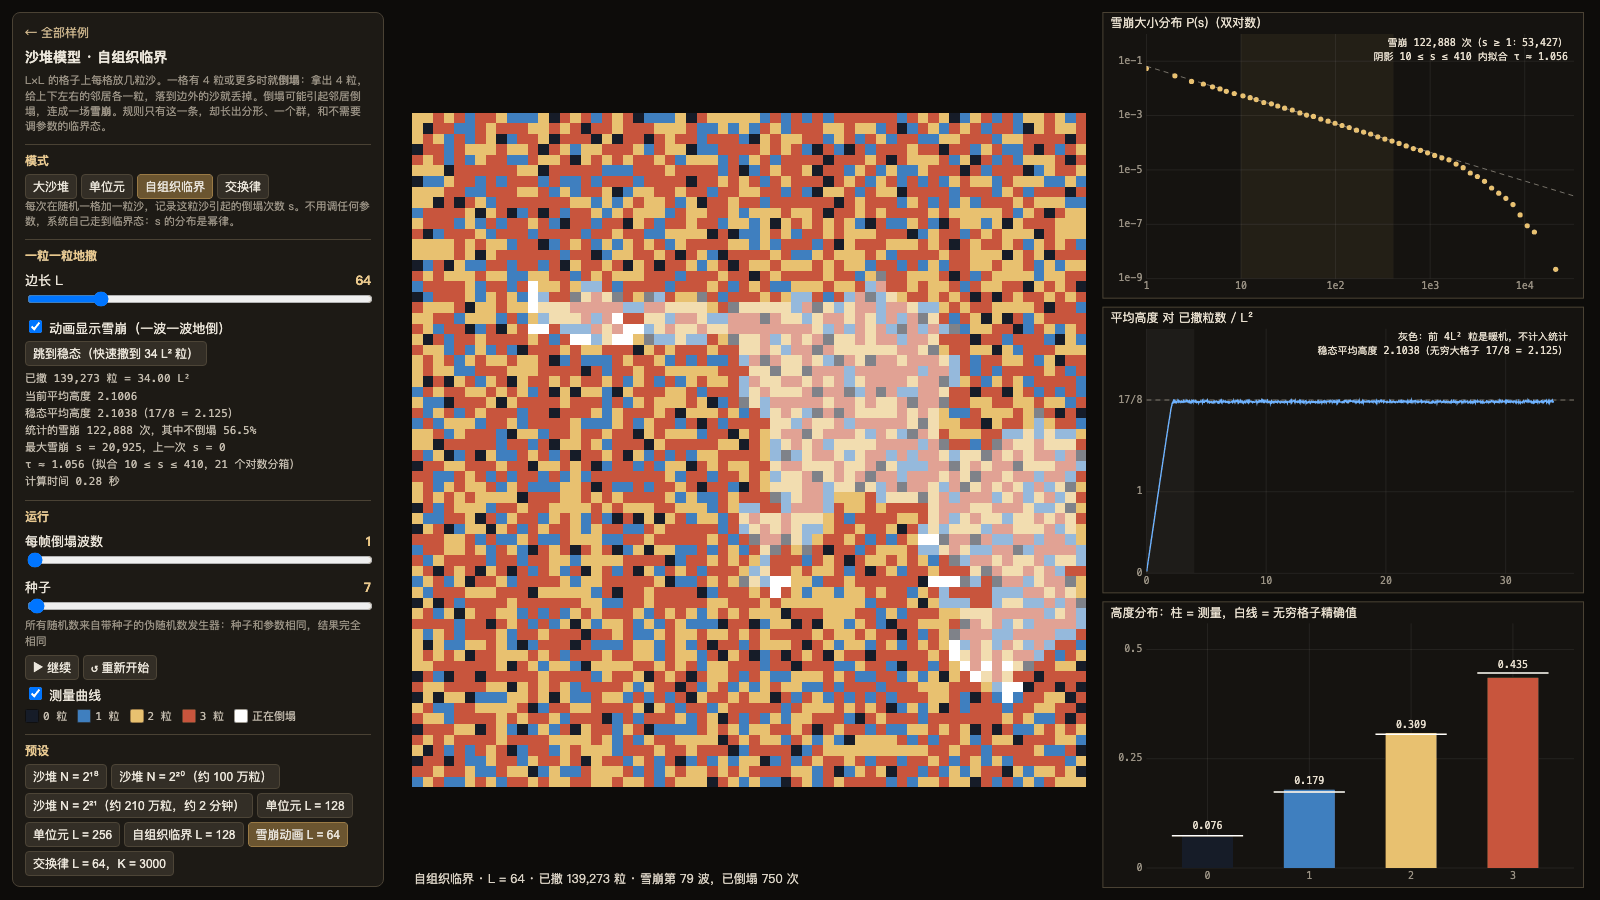 ← 全部样例
沙堆模型 · 自组织临界
L×L 的格子上每格放几粒沙。一格有 4 粒或更多时就倒塌：拿出 4 粒，
给上下左右的邻居各一粒，落到边外的沙就丢掉。倒塌可能引起邻居倒
塌，连成一场雪崩。规则只有这一条，却长出分形、一个群，和不需要
调参数的临界态。
模式
大沙堆 单位元 自组织临界 交换律
每次在随机一格加一粒沙，记录这粒沙引起的倒塌次数 s。不用调任何参
数，系统自己走到临界态：s 的分布是幂律。
一粒一粒地撒
边长 L 64
动画显示雪崩（一波一波地倒）
跳到稳态（快速撒到 34 L² 粒）
已撒 139,273 粒 = 34.00 L²
当前平均高度 2.1006
稳态平均高度 2.1038（17/8 = 2.125）
统计的雪崩 122,888 次，其中不倒塌 56.5%
最大雪崩 s = 20,925，上一次 s = 0
τ ≈ 1.056（拟合 10 ≤ s ≤ 410，21 个对数分箱）
计算时间 0.28 秒
运行
每帧倒塌波数 1
种子 7
所有随机数来自带种子的伪随机数发生器：种子和参数相同，结果完全
相同
▶ 继续 ↺ 重新开始
测量曲线
0 粒 1 粒 2 粒 3 粒 正在倒塌
预设
沙堆 N = 2¹⁸ 沙堆 N = 2²⁰（约 100 万粒）
沙堆 N = 2²¹（约 210 万粒，约 2 分钟） 单位元 L = 128
单位元 L = 256 自组织临界 L = 128 雪崩动画 L = 64
交换律 L = 64，K = 3000
自组织临界 · L = 64 · 已撒 139,273 粒 · 雪崩第 79 波，已倒塌 750 次
雪崩大小分布 P(s)（双对数）
雪崩 122,888 次（s ≥ 1: 53,427）
阴影 10 ≤ s ≤ 410 内拟合 τ ≈ 1.056
1e−1
1e−3
1e−5
1e−7
1e−9
1 10 1e2 1e3 1e4
平均高度 对 已撒粒数 / L²
灰色：前 4L² 粒是暖机，不计入统计
稳态平均高度 2.1038（无穷大格子 17/8 = 2.125）
17/8
1
0
0 10 20 30
高度分布：柱 = 测量，白线 = 无穷格子精确值
0.5
0.25
0
0.076 0.179 0.309 0.435
0 1 2 3